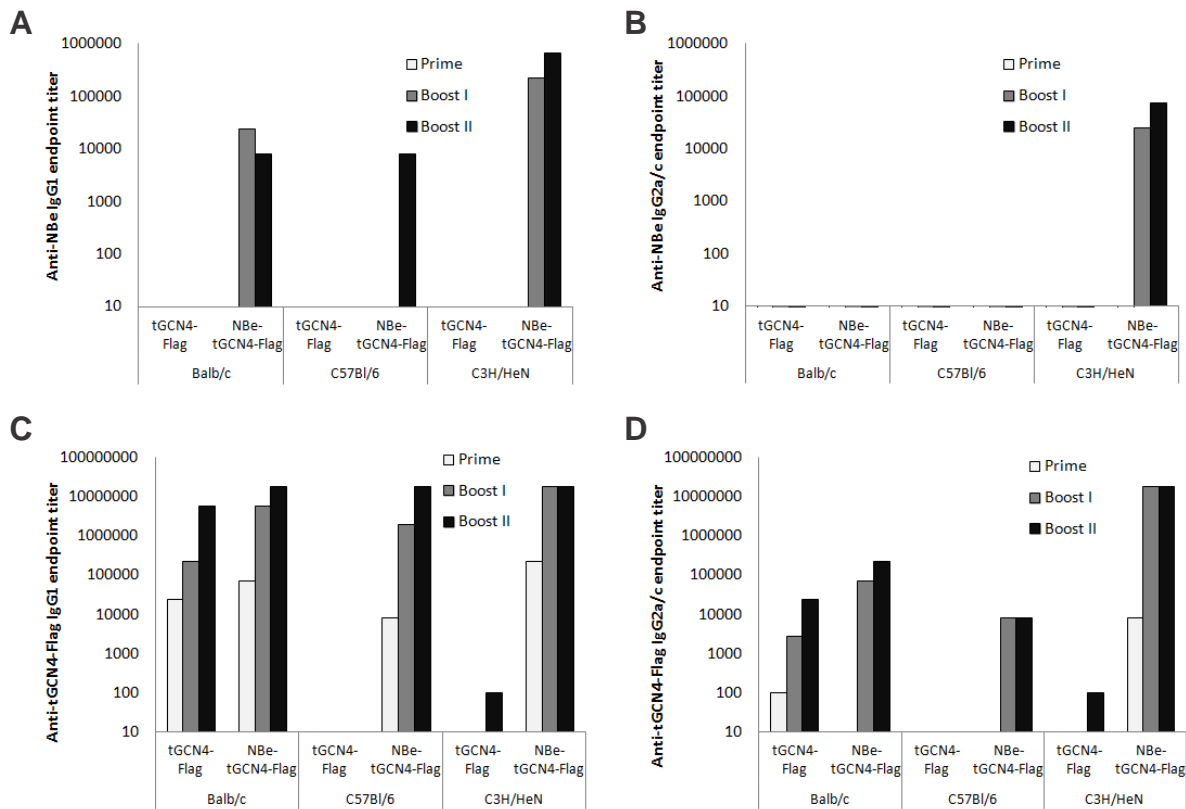 A
Anti-NBe IgG1 endpoint titer
1000000
100000
10000
1000
100
10
Prime
Boost I
Boost II
tGCN4-
Flag
NBe-
tGCN4-Flag
tGCN4-
Flag
NBe-
tGCN4-Flag
tGCN4-
Flag
NBe-
tGCN4-Flag
Balb/c
C57Bl/6
C3H/HeN
B
Anti-NBe IgG2a/c endpoint titer
1000000
100000
10000
1000
100
10
Prime
Boost I
Boost II
tGCN4-
Flag
NBe-
tGCN4-Flag
tGCN4-
Flag
NBe-
tGCN4-Flag
tGCN4-
Flag
NBe-
tGCN4-Flag
Balb/c
C57Bl/6
C3H/HeN
C
Anti-tGCN4-Flag IgG1 endpoint titer
100000000
10000000
1000000
100000
10000
1000
100
10
Prime
Boost I
Boost II
tGCN4-
Flag
NBe-
tGCN4-Flag
tGCN4-
Flag
NBe-
tGCN4-Flag
tGCN4-
Flag
NBe-
tGCN4-Flag
Balb/c
C57Bl/6
C3H/HeN
D
Anti-tGCN4-Flag IgG2a/c endpoint titer
100000000
10000000
1000000
100000
10000
1000
100
10
Prime
Boost I
Boost II
tGCN4-
Flag
NBe-
tGCN4-Flag
tGCN4-
Flag
NBe-
tGCN4-Flag
tGCN4-
Flag
NBe-
tGCN4-Flag
Balb/c
C57Bl/6
C3H/HeN